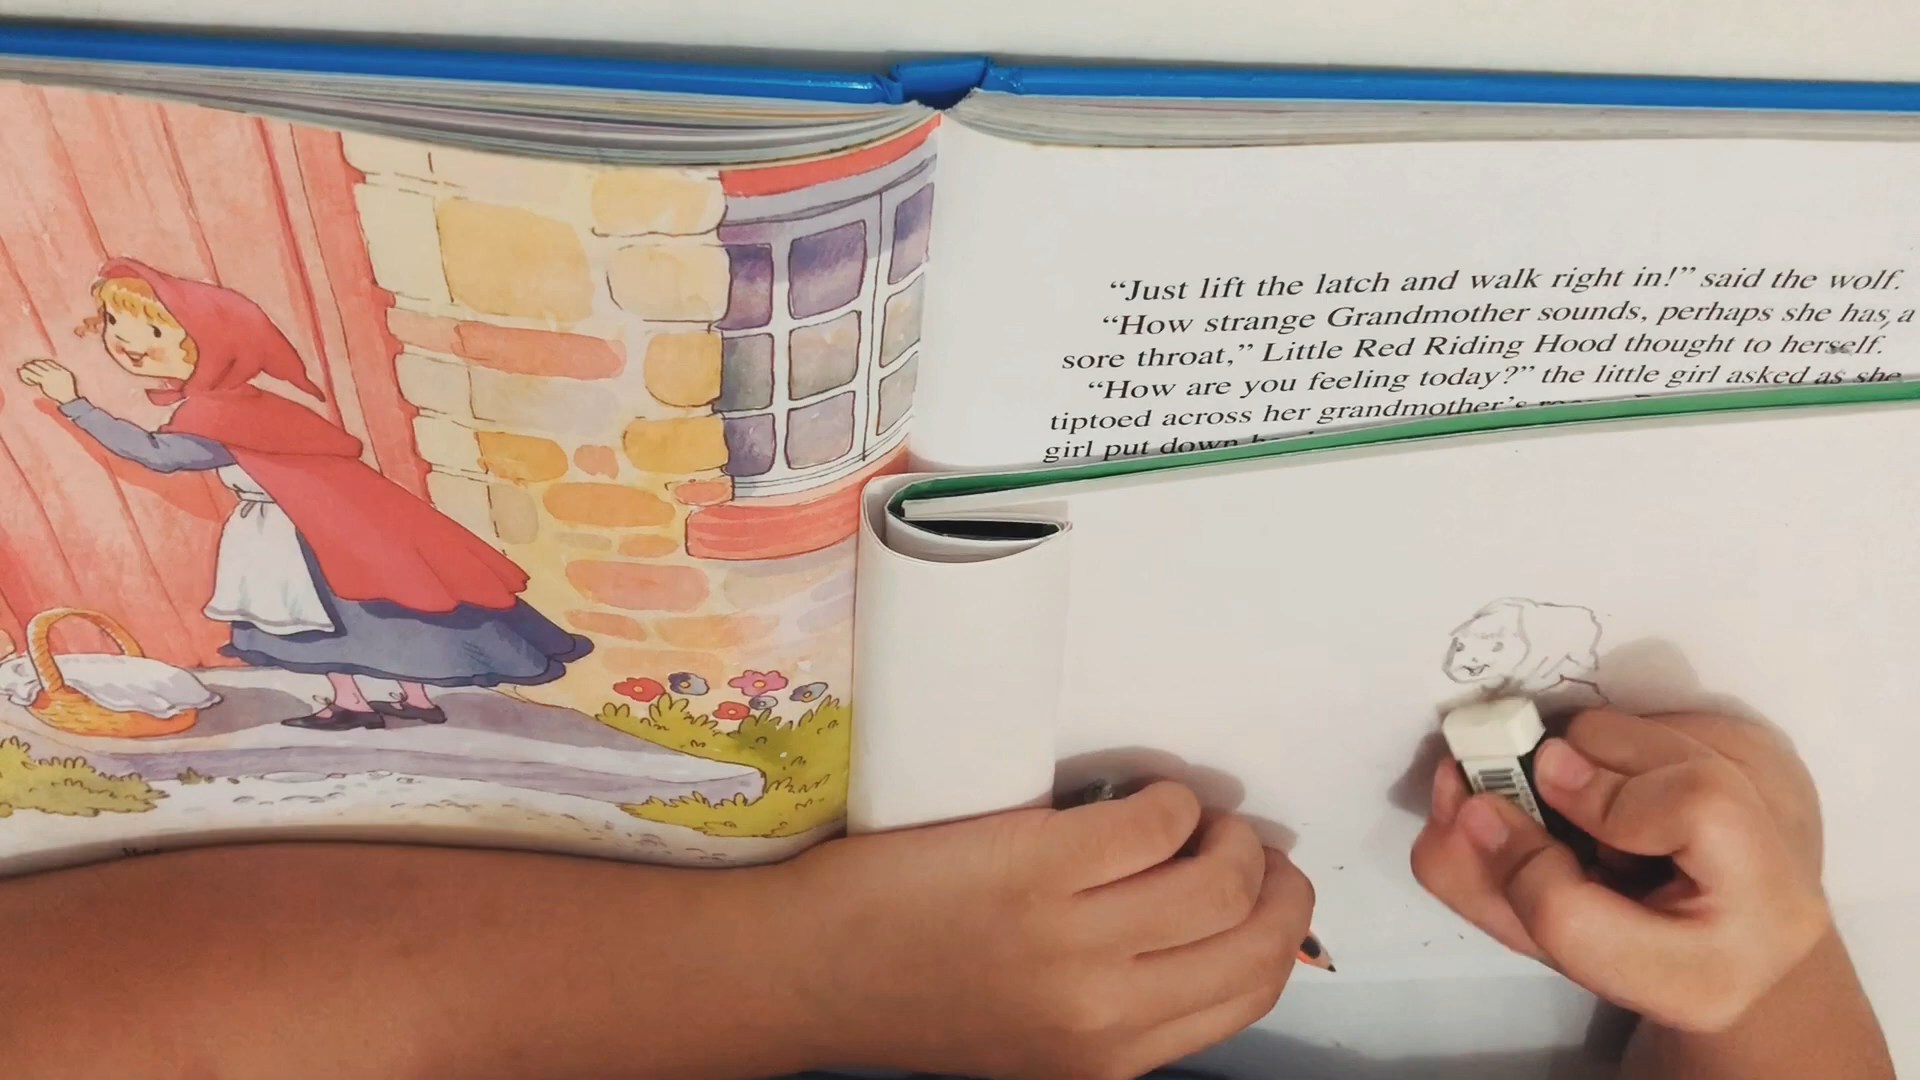 “Just lift the latch and walk right in!” said the wolf.
“How strange Grandmother sounds, perhaps she has a
sore throat,” Little Red Riding Hood thought to herself.
“How are you feeling today?” the little girl asked as she
tiptoed across her grandmother’s
girl put down